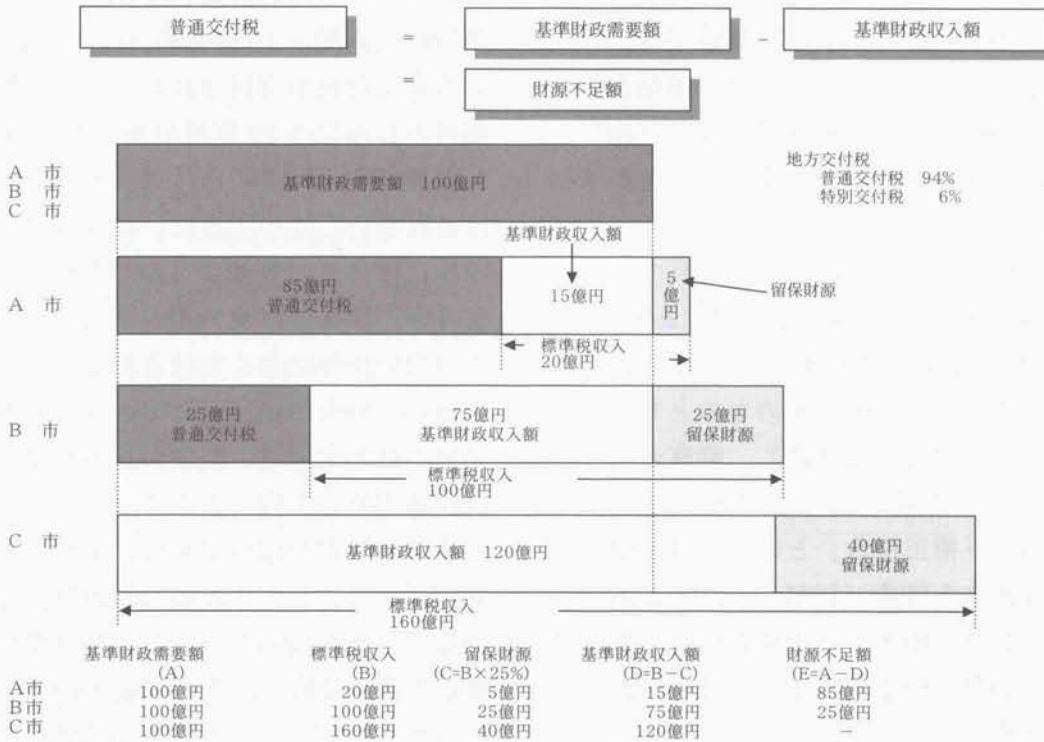 普通交付税 = 基準財政需要額 − 基準財政収入額
= 財源不足額
A 市
B 市
C 市
基準財政需要額 100億円
地方交付税
普通交付税 94%
特別交付税 6%
基準財政収入額
A 市
85億円
普通交付税
15億円
5億円
留保財源
標準税収入
20億円
B 市
25億円
普通交付税
75億円
基準財政収入額
25億円
留保財源
標準税収入
100億円
C 市
基準財政収入額 120億円
40億円
留保財源
標準税収入
160億円
基準財政需要額 標準税収入 留保財源 基準財政収入額 財源不足額
(A) (B) (C=B×25%) (D=B−C) (E=A−D)
A市 100億円 20億円 5億円 15億円 85億円
B市 100億円 100億円 25億円 75億円 25億円
C市 100億円 160億円 40億円 120億円 −